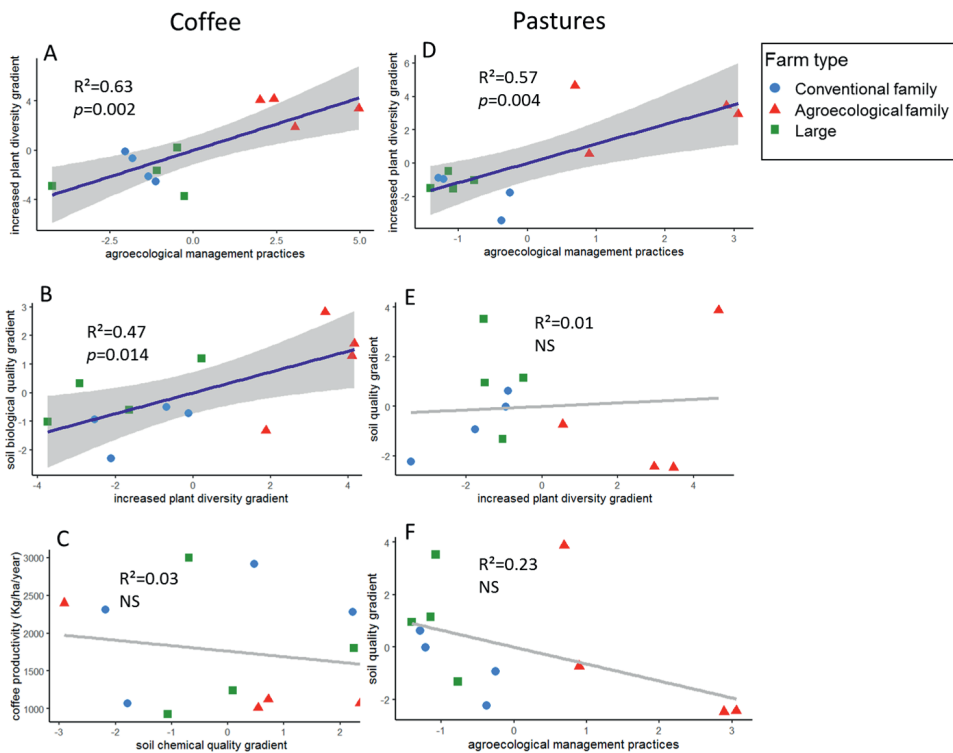 Coffee
Pastures
A
R²=0.63
p=0.002
increased plant diversity gradient
4
0
-4
-2.5
0.0
2.5
5.0
agroecological management practices
D
R²=0.57
p=0.004
increased plant diversity gradient
6
4
2
0
-2
-4
-1
0
1
2
3
agroecological management practices
Farm type
Conventional family
Agroecological family
Large
B
R²=0.47
p=0.014
soil biological quality gradient
3
2
1
0
-1
-2
-4
-2
0
2
4
increased plant diversity gradient
E
R²=0.01
NS
soil quality gradient
4
2
0
-2
-2
0
2
4
increased plant diversity gradient
C
R²=0.03
NS
coffee productivity (Kg/ha/year)
3000
2500
2000
1500
1000
-3
-2
-1
0
1
2
soil chemical quality gradient
F
R²=0.23
NS
soil quality gradient
4
2
0
-2
-1
0
1
2
3
agroecological management practices